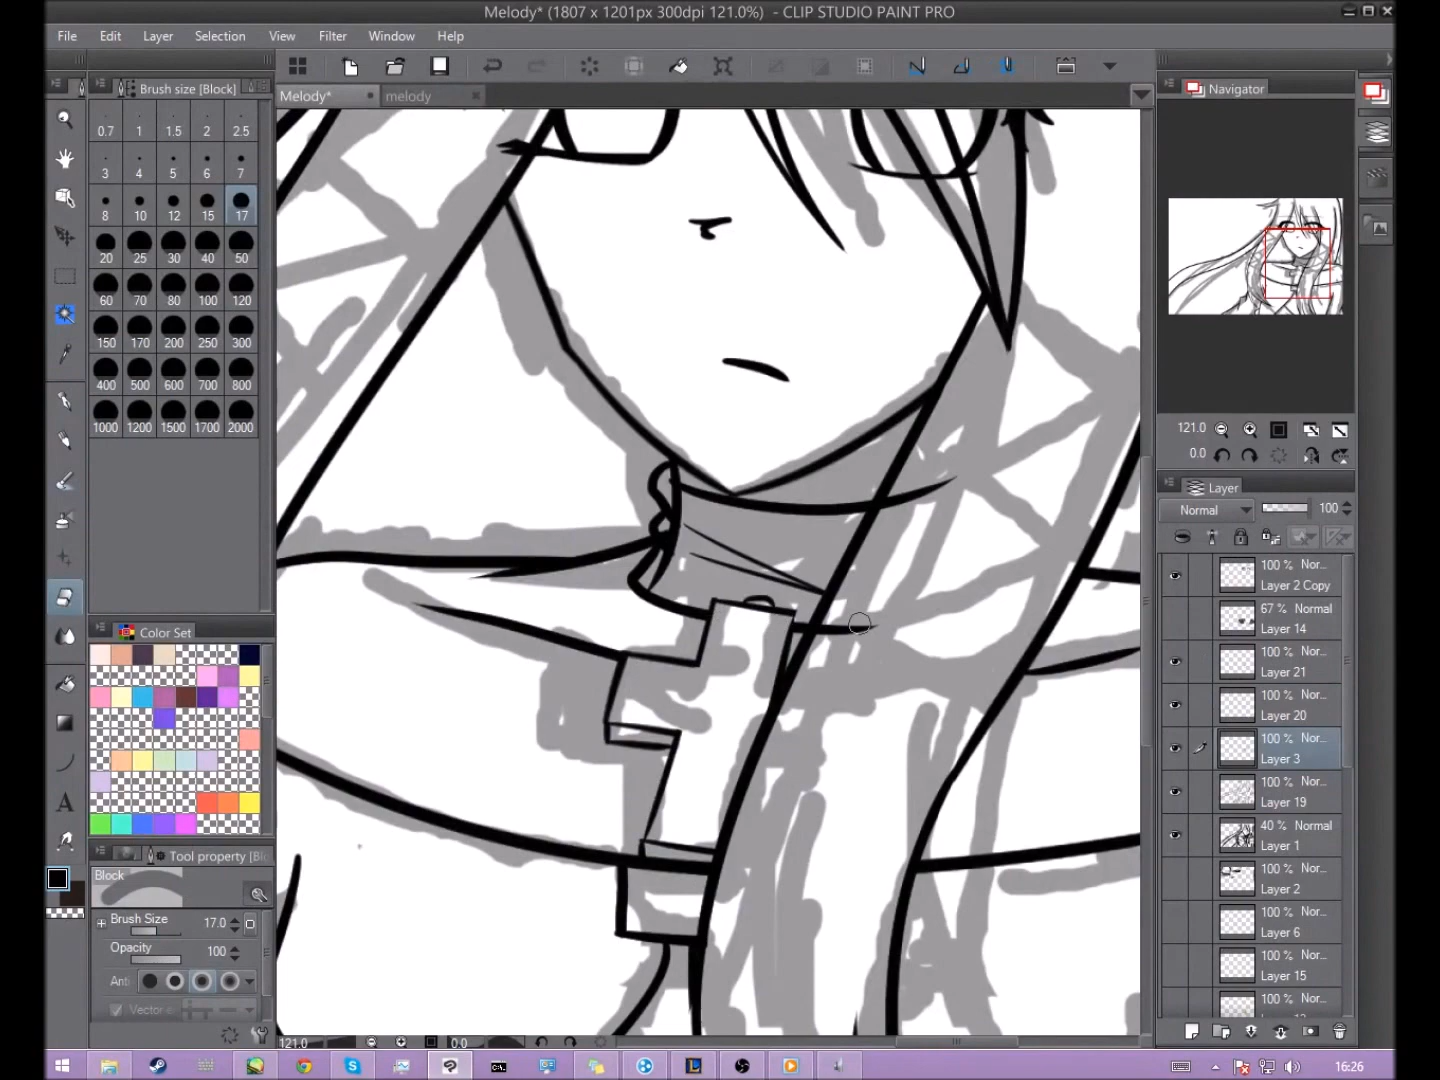 Melody* (1807 x 1201px 300dpi 121.0%) - CLIP STUDIO PAINT PRO
File Edit Layer Selection View Filter Window Help
Brush size [Block]
Melody*
melody
Navigator
0.7 1 1.5 2 2.5
3 4 5 6 7
8 10 12 15 17
20 25 30 40 50
60 70 80 100 120
150 170 200 250 300
400 500 600 700 800
1000 1200 1500 1700 2000
121.0
0.0
Layer
Normal 100
100 % Nor...
Layer 2 Copy
67 % Normal
Layer 14
100 % Nor...
Layer 21
100 % Nor...
Layer 20
100 % Nor...
Layer 3
100 % Nor...
Layer 19
40 % Normal
Layer 1
100 % Nor...
Layer 2
100 % Nor...
Layer 6
100 % Nor...
Layer 15
100 % Nor...
Color Set
Tool property [Bl
Block
Brush Size 17.0
Opacity 100
Anti
Vector e
121.0 0.0
16:26